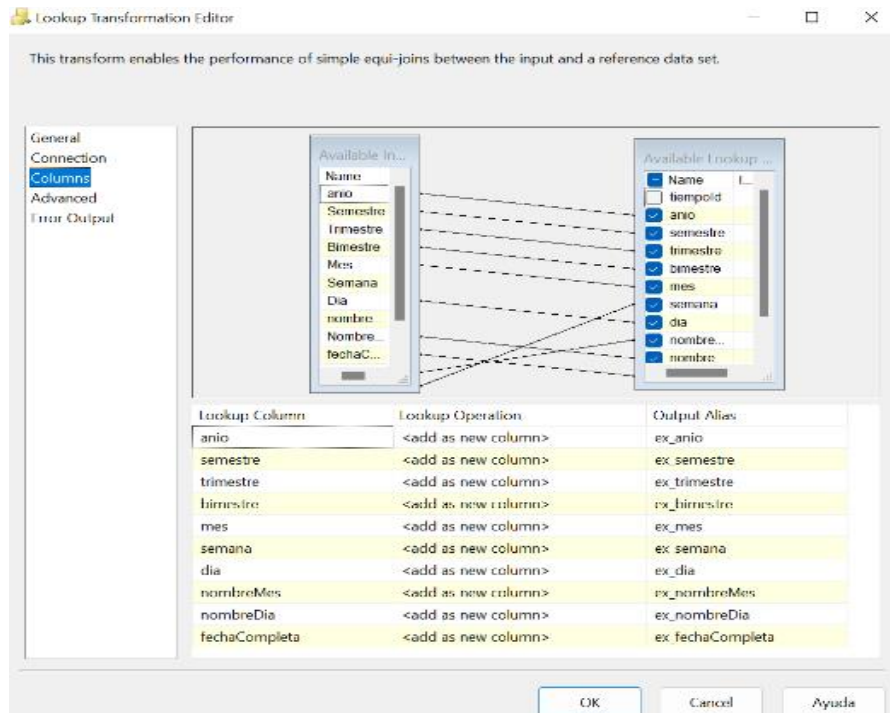 Lookup Transformation Editor
This transform enables the performance of simple equi-joins between the input and a reference data set.
General
Connection
Columns
Advanced
Error Output
Available In...
Name
anio
Semestre
Trimestre
Bimestre
Mes
Semana
Dia
nombre
Nombre...
fechaC...
Available Lookup ...
Name I...
tiempoId
anio
semestre
trimestre
bimestre
mes
semana
dia
nombre...
nombre
Lookup Column Lookup Operation Output Alias
anio <add as new column> ex_anio
semestre <add as new column> ex_semestre
trimestre <add as new column> ex_trimestre
bimestre <add as new column> ex_bimestre
mes <add as new column> ex_mes
semana <add as new column> ex_semana
dia <add as new column> ex_dia
nombreMes <add as new column> ex_nombreMes
nombreDia <add as new column> ex_nombreDia
fechaCompleta <add as new column> ex_fechaCompleta
OK Cancel Ayuda